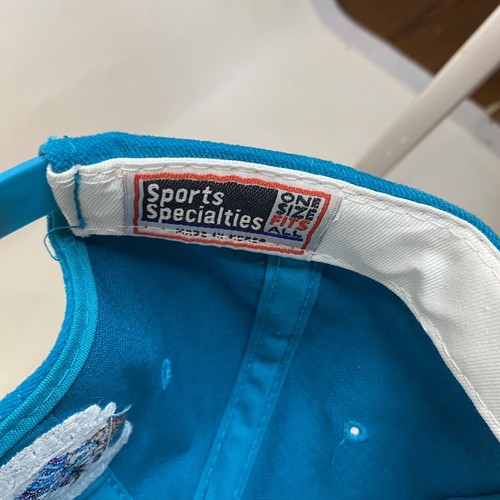 Sports
Specialties
ONE
SIZE
FITS
ALL
MADE IN KOREA